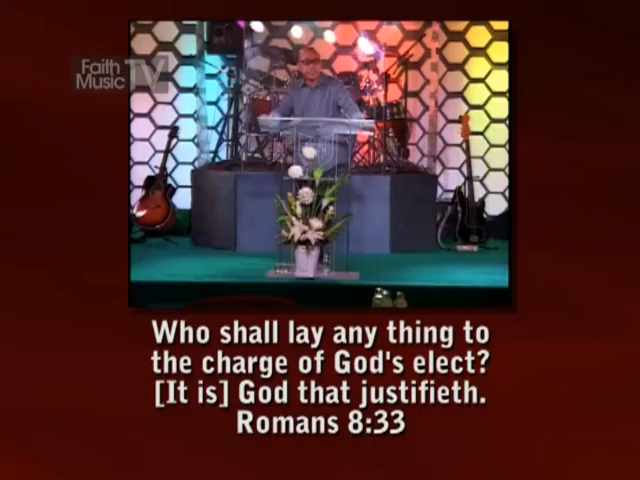 Faith
Music TV
Who shall lay any thing to
the charge of God's elect?
[It is] God that justifieth.
Romans 8:33